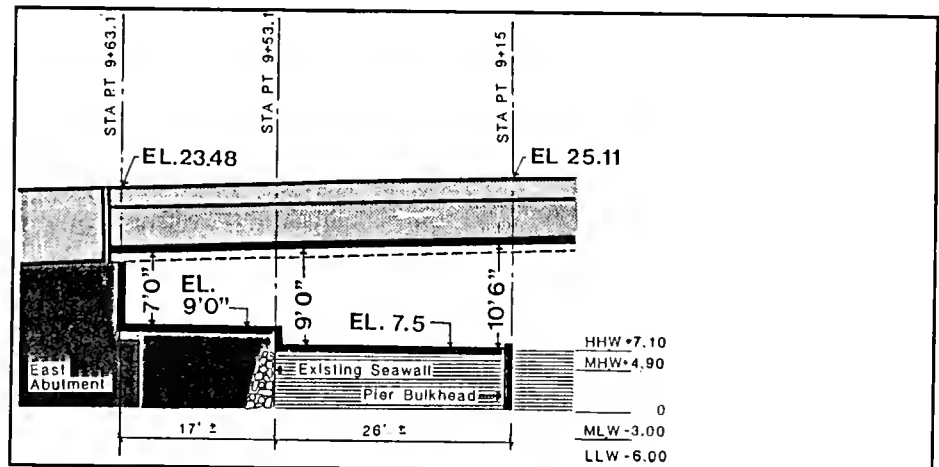 STA PT 9+63.1
STA PT 9+53.1
STA PT 9+15
EL.23.48
EL 25.11
7'0"
EL.
9'0"
9'0"
EL. 7.5
10'6"
HHW +7.10
MHW+4.90
0
MLW -3.00
LLW -6.00
East
Abutment
Existing Seawall
Pier Bulkhead
17' ±
26' ±